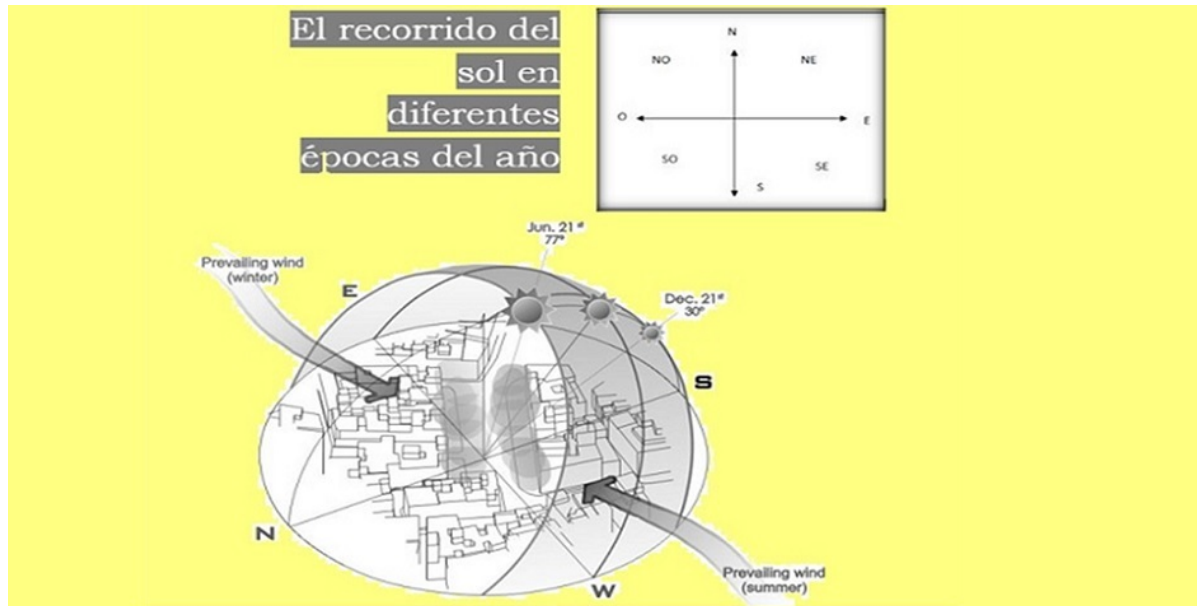 El recorrido del
sol en
diferentes
épocas del año
N
NO
NE
O
E
SO
SE
S
Jun. 21st
77°
Prevailing wind
(winter)
E
Dec. 21st
30°
S
N
W
Prevailing wind
(summer)